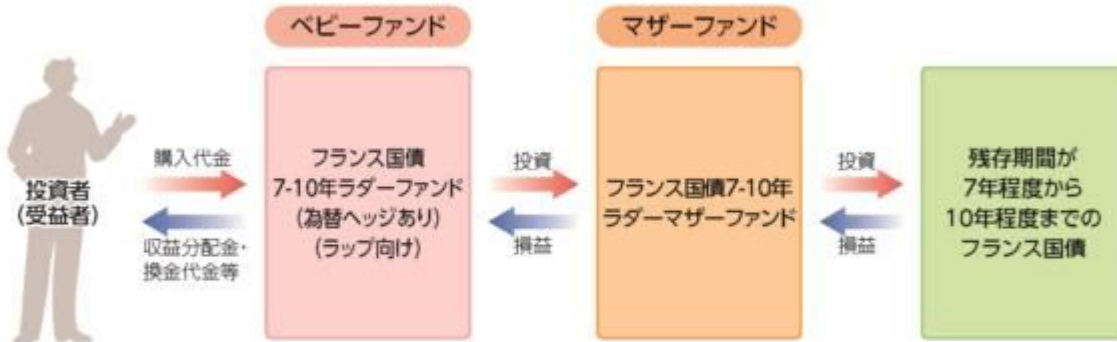 ベビーファンド
マザーファンド
投資者
(受益者)
購入代金
収益分配金・
換金代金等
フランス国債
7-10年ラダーファンド
(為替ヘッジあり)
(ラップ向け)
投資
損益
フランス国債7-10年
ラダーマザーファンド
投資
損益
残存期間が
7年程度から
10年程度までの
フランス国債